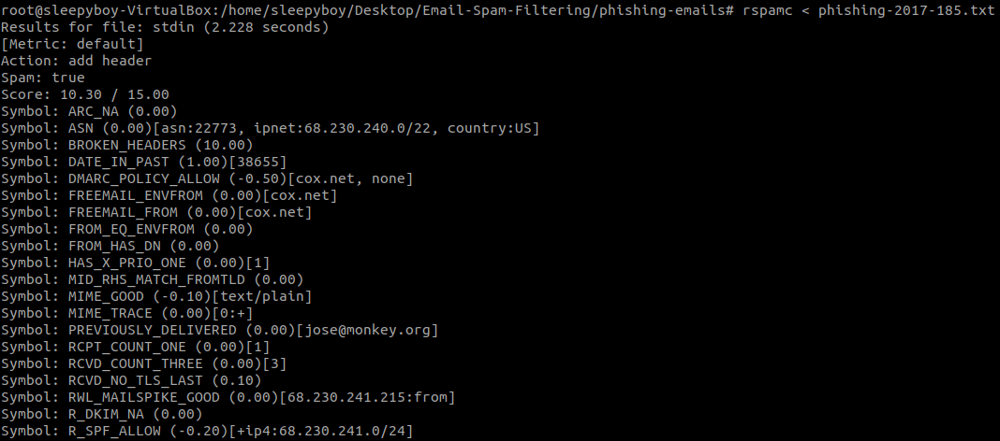 root@sleepyboy-VirtualBox:/home/sleepyboy/Desktop/Email-Spam-Filtering/phishing-emails# rspamc < phishing-2017-185.txt
Results for file: stdin (2.228 seconds)
[Metric: default]
Action: add header
Spam: true
Score: 10.30 / 15.00
Symbol: ARC_NA (0.00)
Symbol: ASN (0.00)[asn:22773, ipnet:68.230.240.0/22, country:US]
Symbol: BROKEN_HEADERS (10.00)
Symbol: DATE_IN_PAST (1.00)[38655]
Symbol: DMARC_POLICY_ALLOW (-0.50)[cox.net, none]
Symbol: FREEMAIL_ENVFROM (0.00)[cox.net]
Symbol: FREEMAIL_FROM (0.00)[cox.net]
Symbol: FROM_EQ_ENVFROM (0.00)
Symbol: FROM_HAS_DN (0.00)
Symbol: HAS_X_PRIO_ONE (0.00)[1]
Symbol: MID_RHS_MATCH_FROMTLD (0.00)
Symbol: MIME_GOOD (-0.10)[text/plain]
Symbol: MIME_TRACE (0.00)[0:+]
Symbol: PREVIOUSLY_DELIVERED (0.00)[jose@monkey.org]
Symbol: RCPT_COUNT_ONE (0.00)[1]
Symbol: RCVD_COUNT_THREE (0.00)[3]
Symbol: RCVD_NO_TLS_LAST (0.10)
Symbol: RWL_MAILSPIKE_GOOD (0.00)[68.230.241.215:from]
Symbol: R_DKIM_NA (0.00)
Symbol: R_SPF_ALLOW (-0.20)[+ip4:68.230.241.0/24]